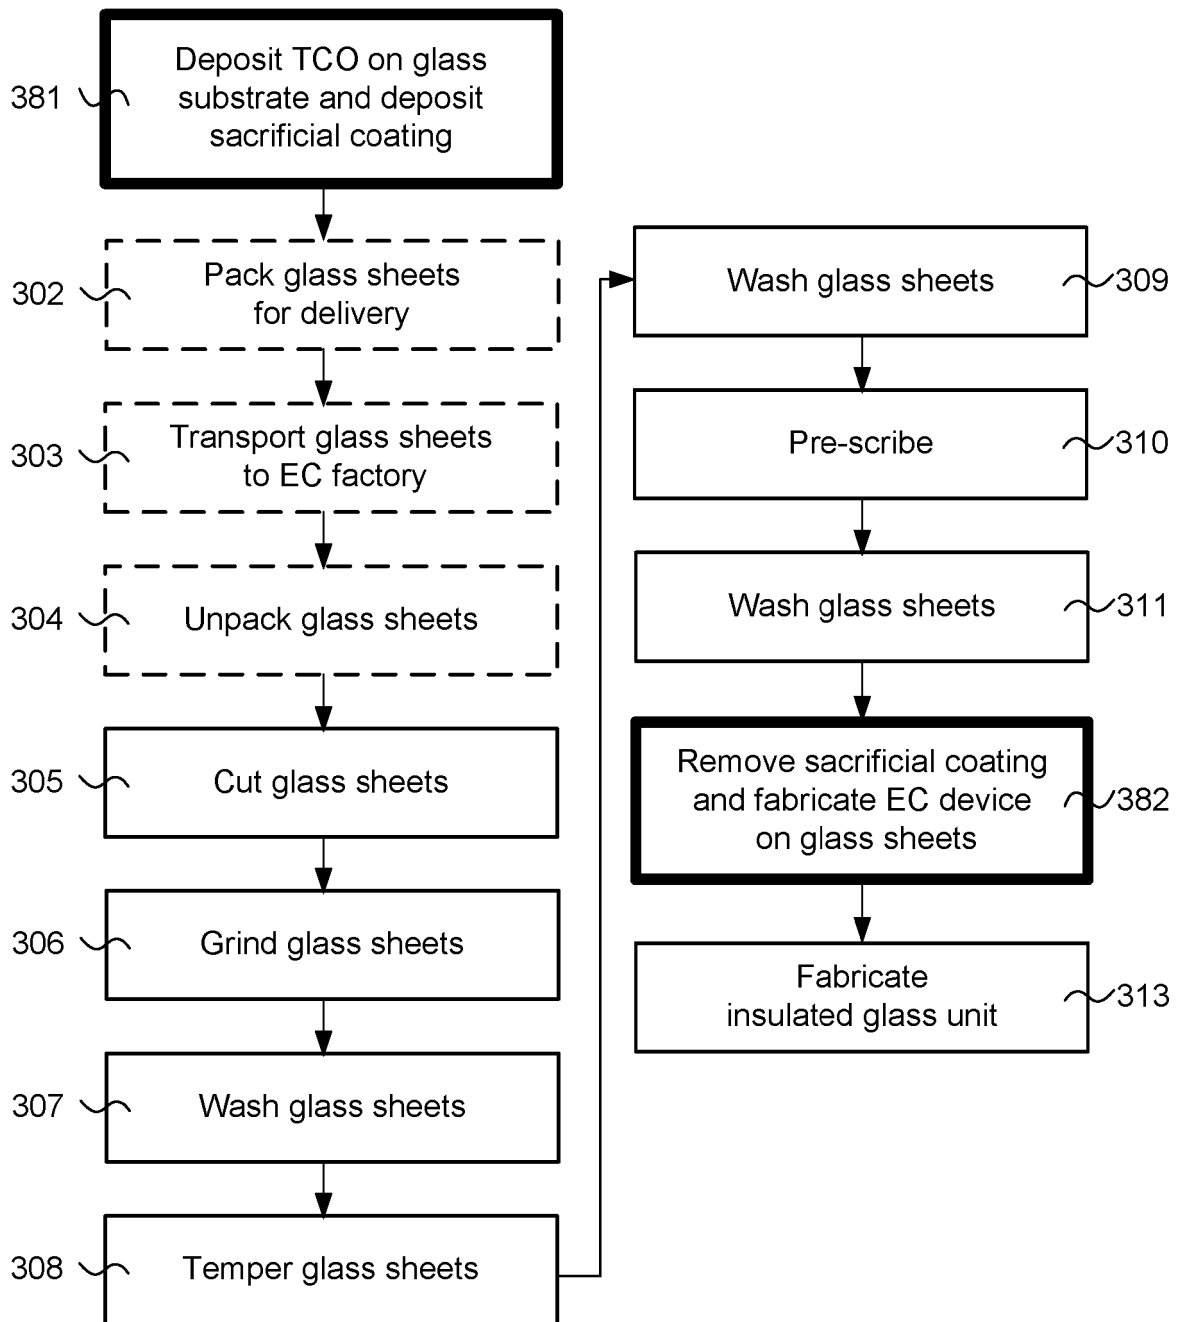 381
Deposit TCO on glass
substrate and deposit
sacrificial coating
302
Pack glass sheets
for delivery
303
Transport glass sheets
to EC factory
304
Unpack glass sheets
305
Cut glass sheets
306
Grind glass sheets
307
Wash glass sheets
308
Temper glass sheets
Wash glass sheets
309
Pre-scribe
310
Wash glass sheets
311
Remove sacrificial coating
and fabricate EC device
on glass sheets
382
Fabricate
insulated glass unit
313